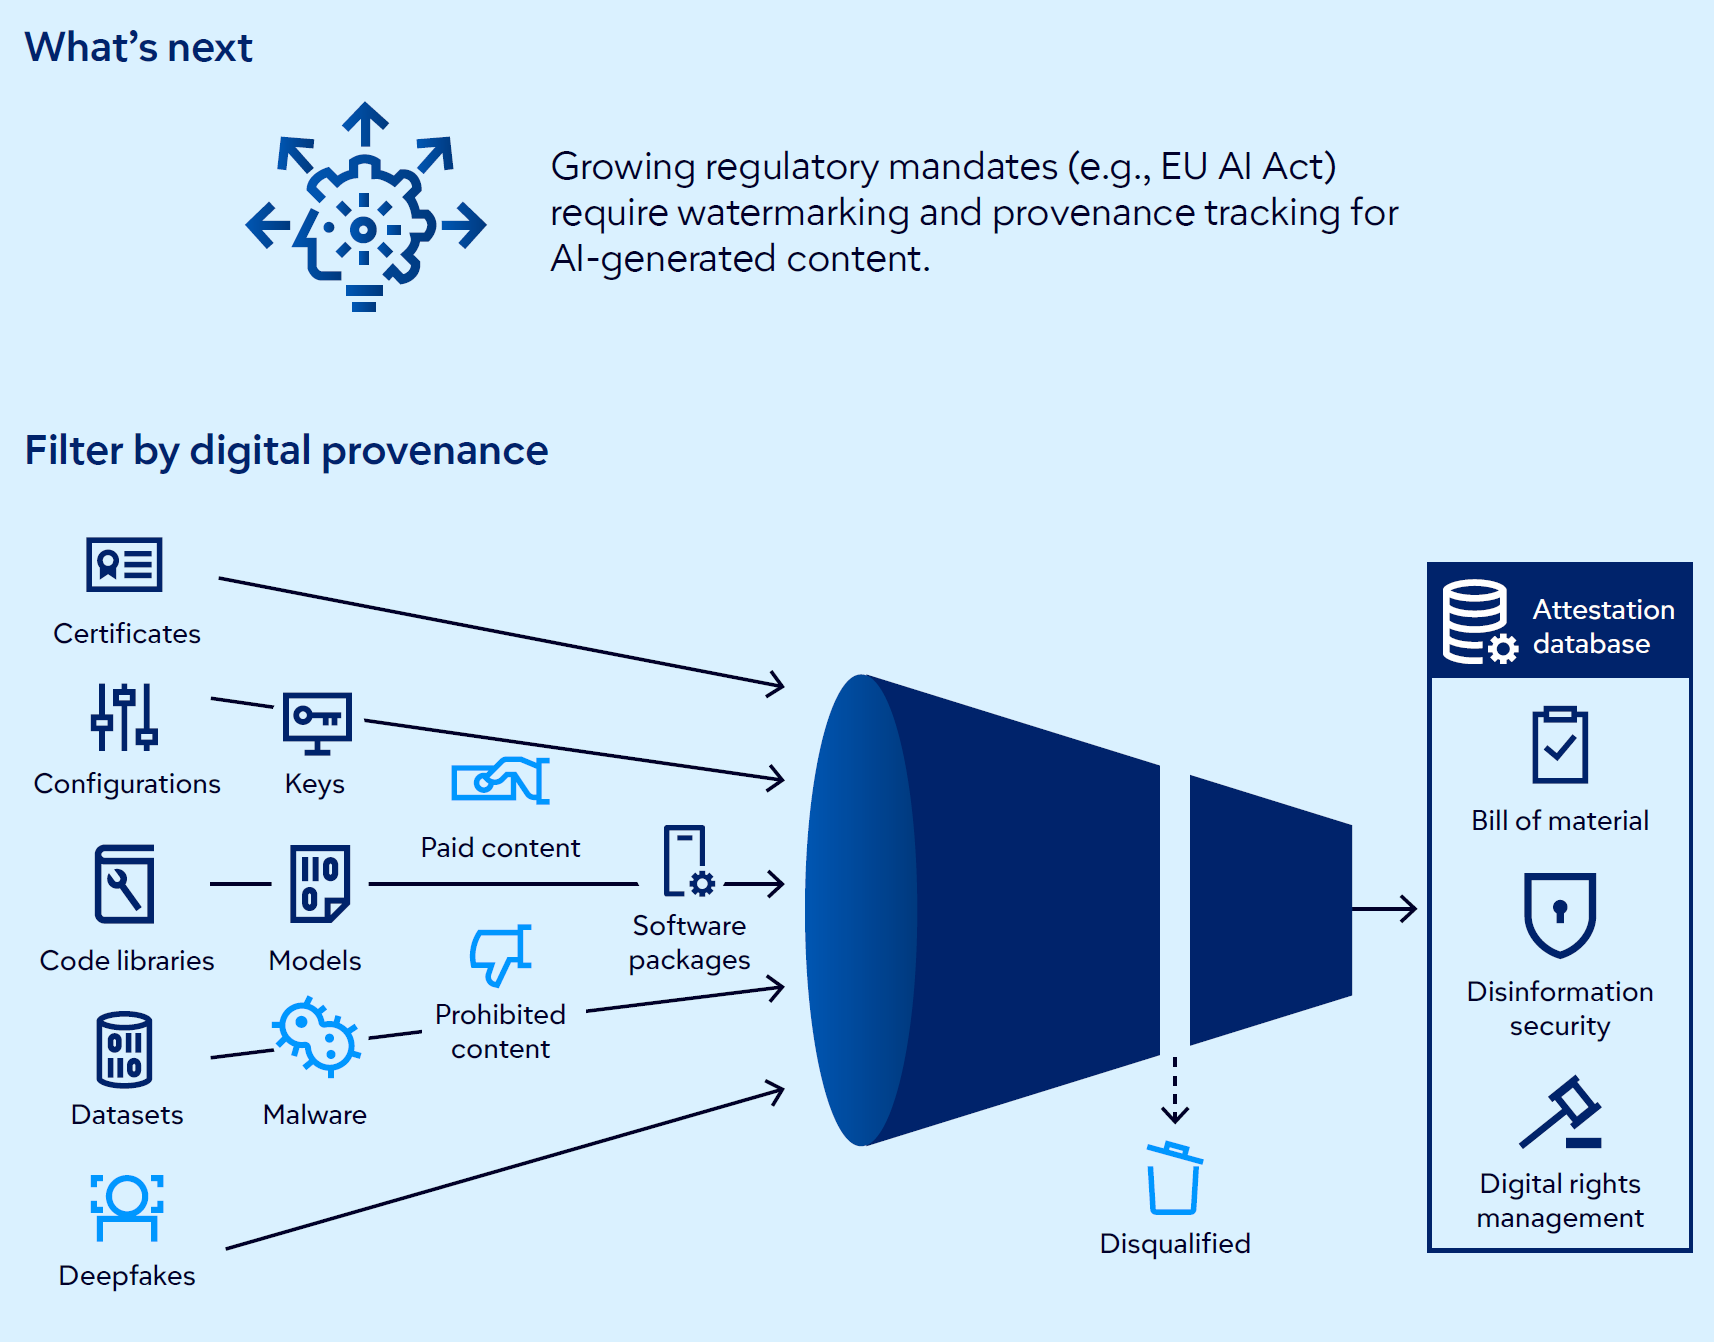 What's next
Growing regulatory mandates (e.g., EU AI Act)
require watermarking and provenance tracking for
AI-generated content.
Filter by digital provenance
Certificates
Configurations
Keys
Paid content
Code libraries
Models
Software
packages
Prohibited
content
Datasets
Malware
Deepfakes
Disqualified
Attestation
database
Bill of material
Disinformation
security
Digital rights
management